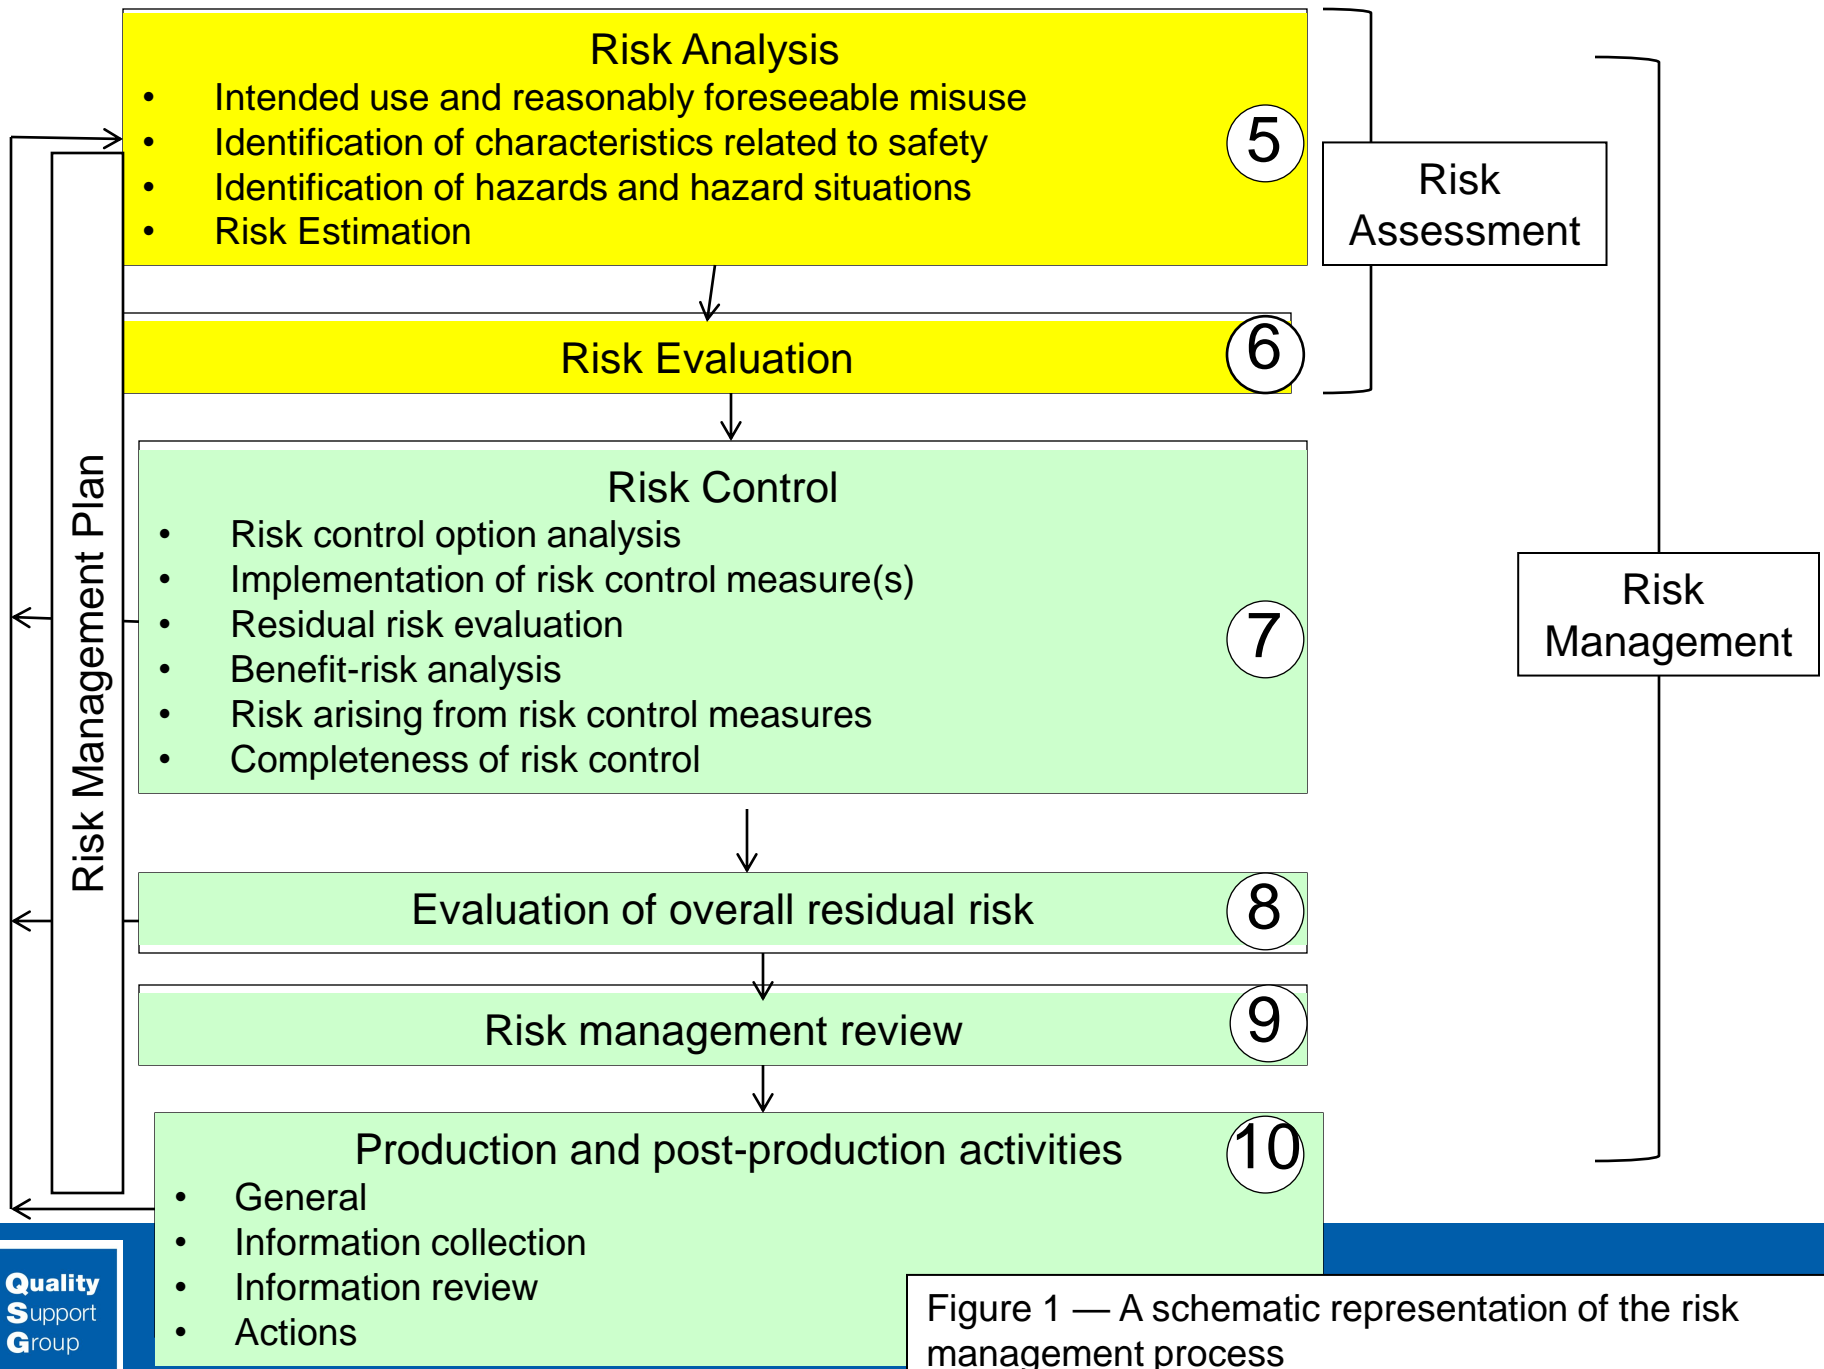 Risk Analysis
• Intended use and reasonably foreseeable misuse
• Identification of characteristics related to safety
• Identification of hazards and hazard situations
• Risk Estimation
5
Risk
Assessment
Risk Evaluation
6
Risk Management Plan
Risk Control
• Risk control option analysis
• Implementation of risk control measure(s)
• Residual risk evaluation
• Benefit-risk analysis
• Risk arising from risk control measures
• Completeness of risk control
7
Risk
Management
Evaluation of overall residual risk
8
Risk management review
9
Production and post-production activities
10
• General
• Information collection
• Information review
• Actions
Quality
Support
Group
Figure 1 — A schematic representation of the risk
management process